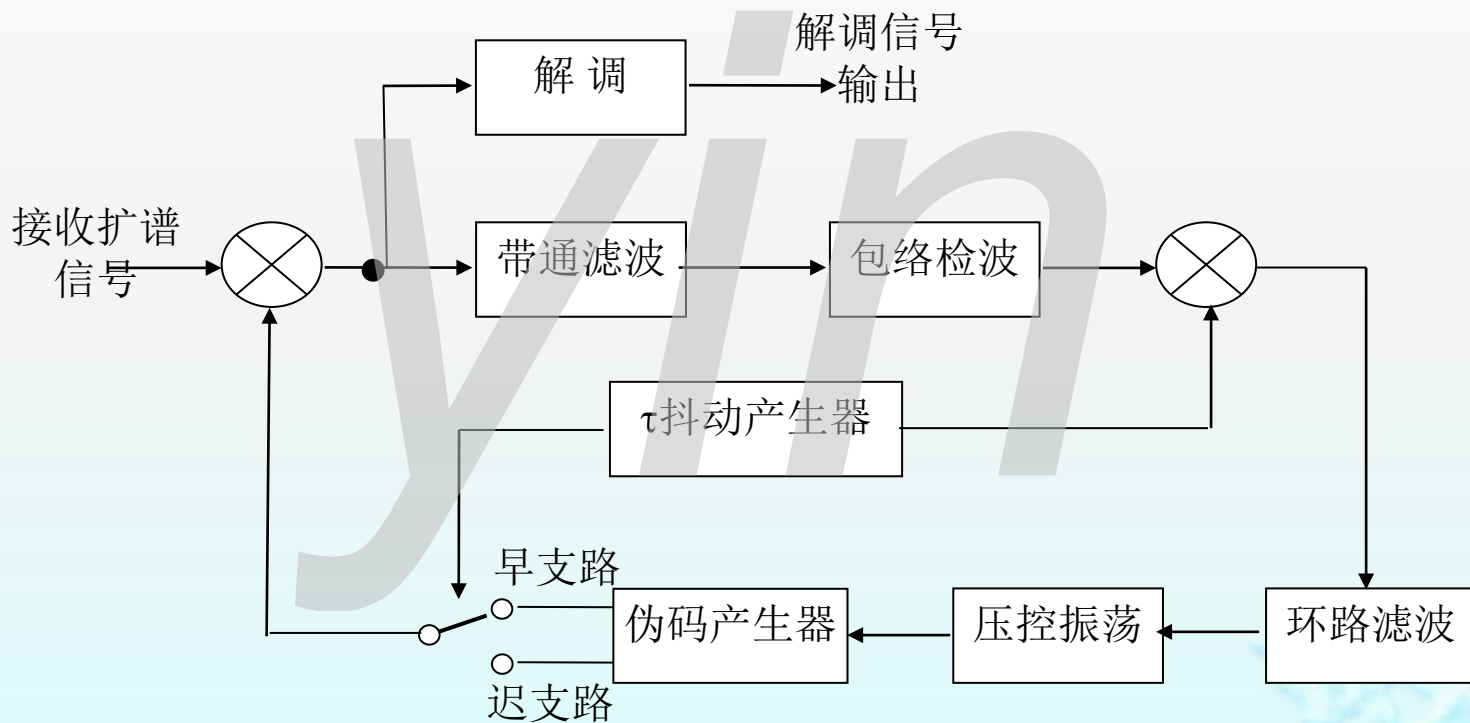 解调信号
输出
解 调
接收扩谱
信号
带通滤波
包络检波
τ抖动产生器
早支路
伪码产生器
压控振荡
环路滤波
迟支路
yin